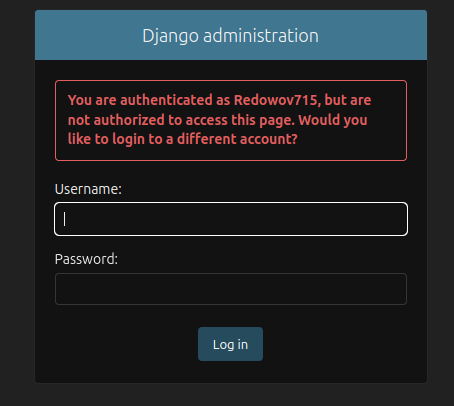 Django administration
You are authenticated as Redowov715, but are
not authorized to access this page. Would you
like to login to a different account?
Username:
Password:
Log in